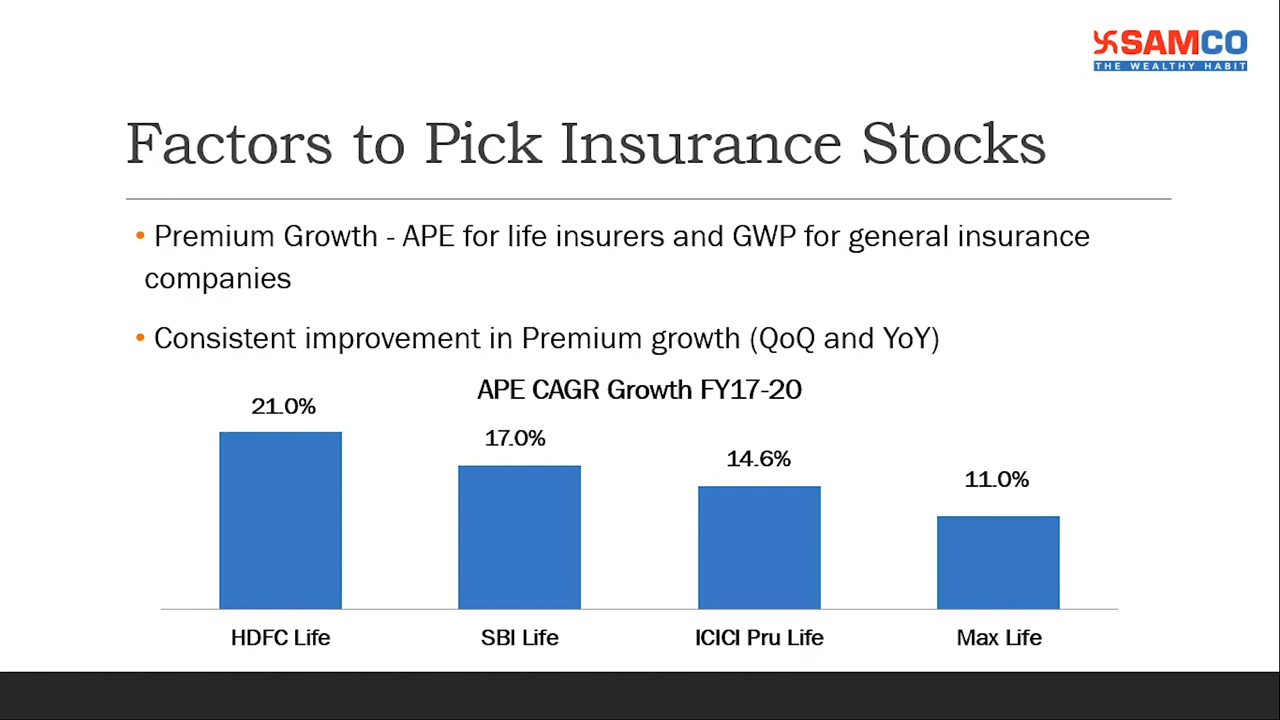 SAMCO
THE WEALTHY HABIT
Factors to Pick Insurance Stocks
• Premium Growth - APE for life insurers and GWP for general insurance
companies
• Consistent improvement in Premium growth (QoQ and YoY)
APE CAGR Growth FY17-20
21.0%
17.0%
14.6%
11.0%
HDFC Life
SBI Life
ICICI Pru Life
Max Life